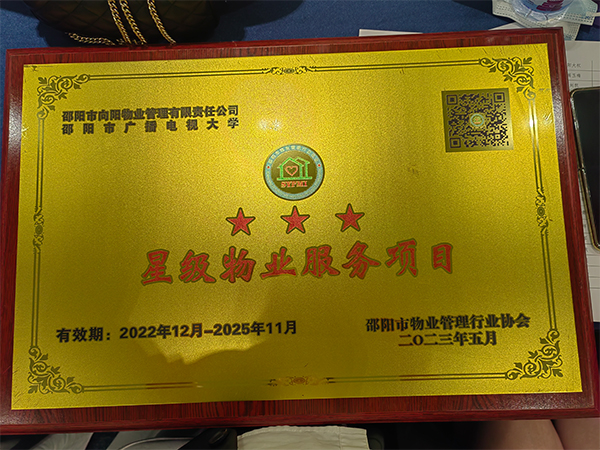 邵阳市向阳物业管理有限责任公司
邵阳市广播电视大学
SYPMI
★ ★ ★
星级物业服务项目
有效期：2022年12月-2025年11月
邵阳市物业管理行业协会
二〇二三年五月